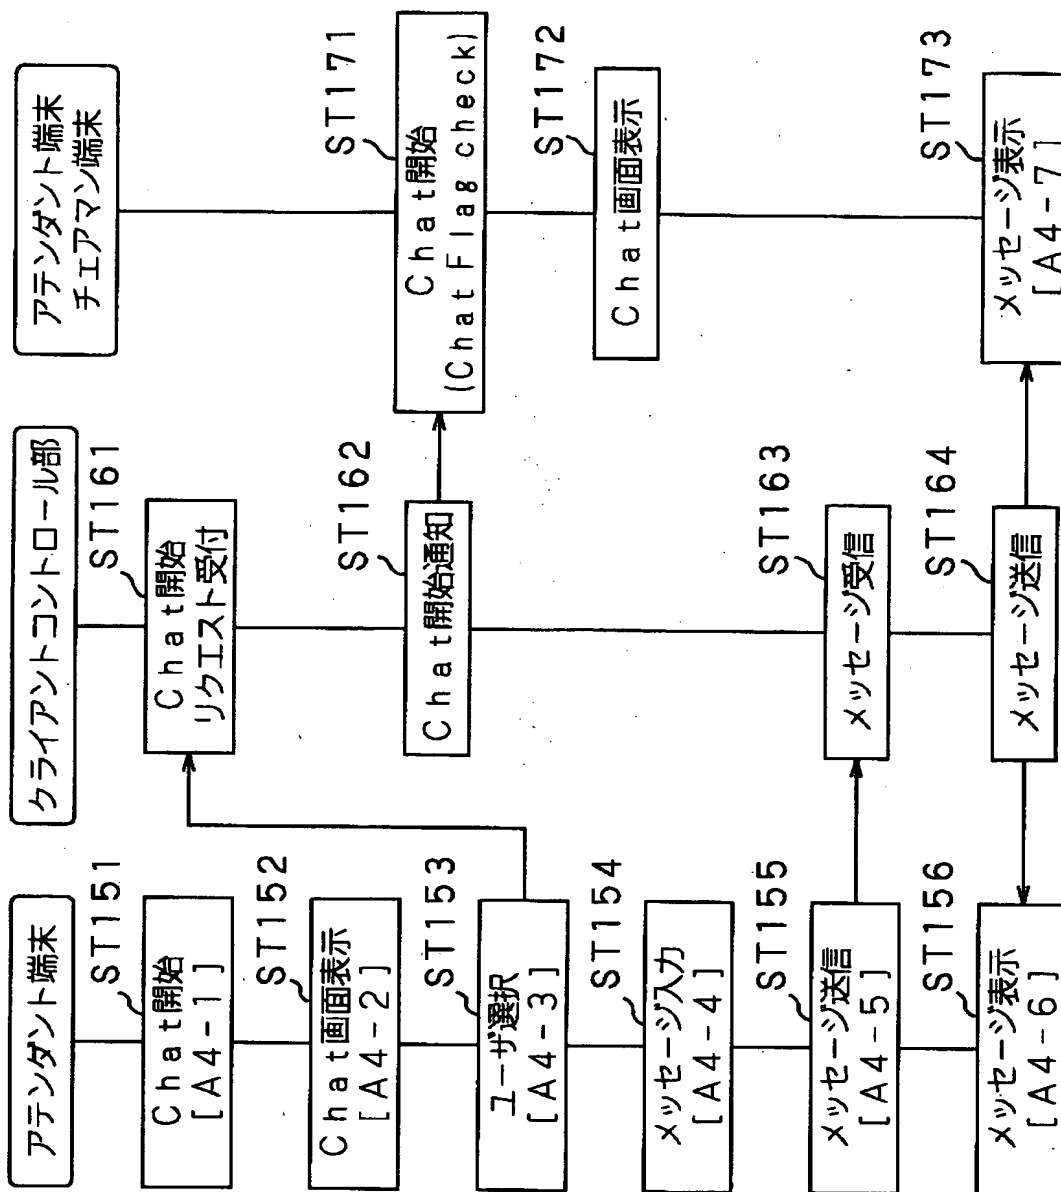 アテンダント端末
ST151
Chat開始
[A4-1]
ST152
Chat画面表示
[A4-2]
ST153
ユーザ選択
[A4-3]
ST154
メッセージ入力
[A4-4]
ST155
メッセージ送信
[A4-5]
ST156
メッセージ表示
[A4-6]
クライアントコントロール部
ST161
Chat開始
リクエスト受付
ST162
Chat開始通知
ST163
メッセージ受信
ST164
メッセージ送信
アテンダント端末
チェアマン端末
ST171
Chat開始
(ChatFlag check)
ST172
Chat画面表示
ST173
メッセージ表示
[A4-7]